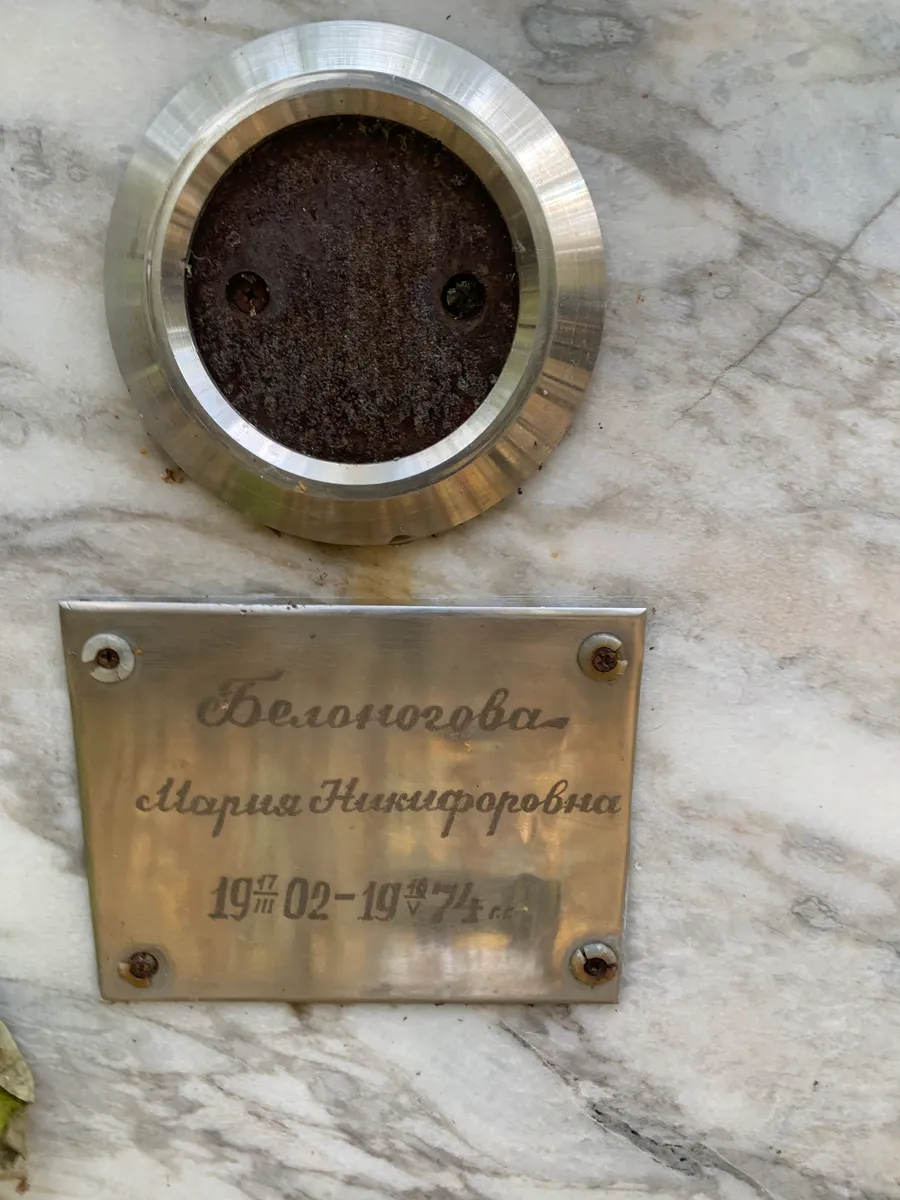 Белоногова
Мария Никифоровна
19 17/III 02-19 16/V 74 г.г.